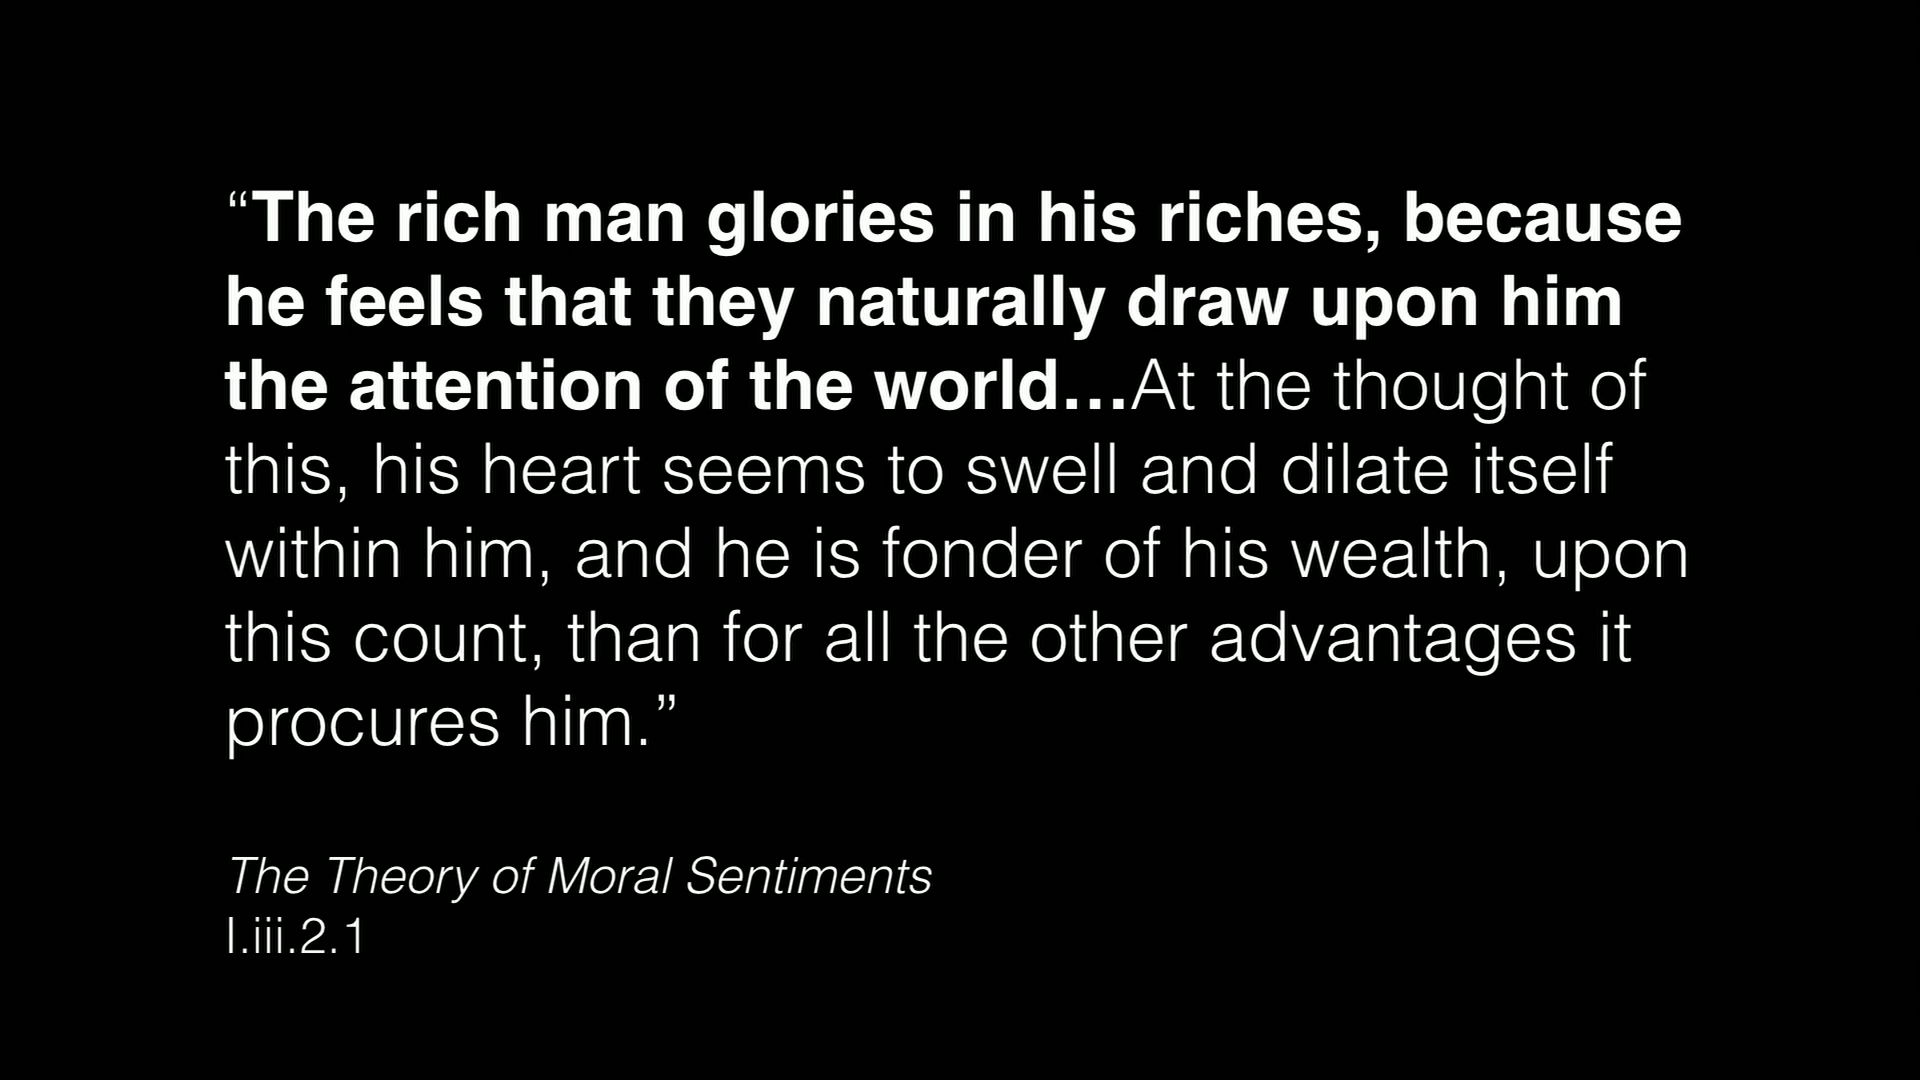 “The rich man glories in his riches, because
he feels that they naturally draw upon him
the attention of the world…At the thought of
this, his heart seems to swell and dilate itself
within him, and he is fonder of his wealth, upon
this count, than for all the other advantages it
procures him.”
The Theory of Moral Sentiments
I.iii.2.1